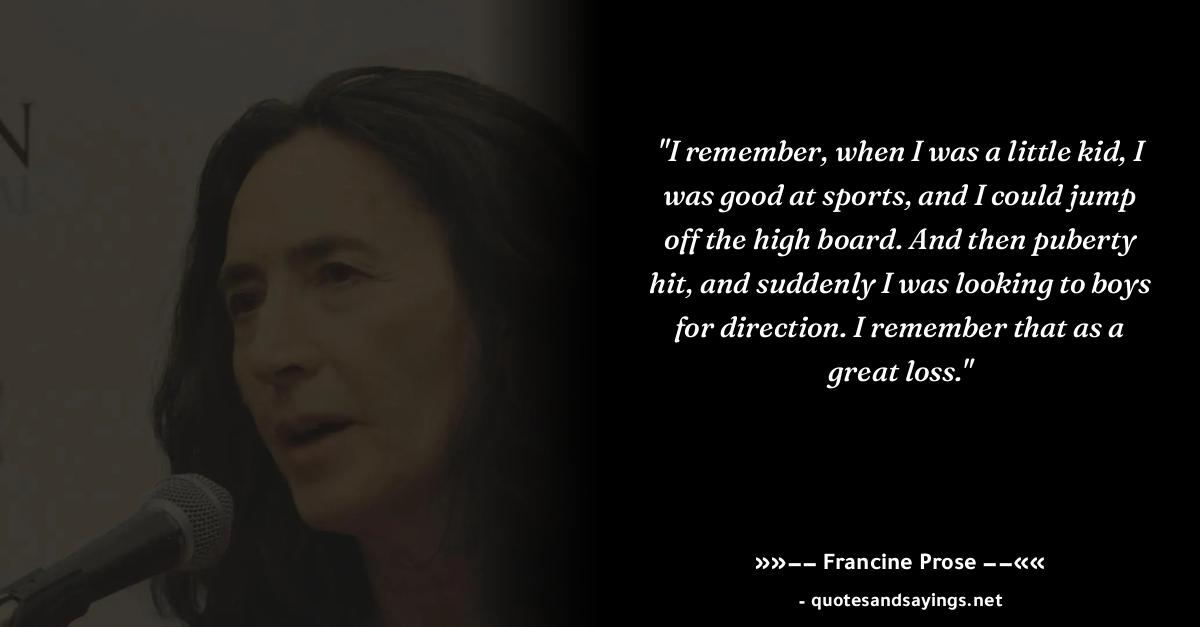 N
"I remember, when I was a little kid, I
was good at sports, and I could jump
off the high board. And then puberty
hit, and suddenly I was looking to boys
for direction. I remember that as a
great loss."
»»−− Francine Prose −−««
- quotesandsayings.net